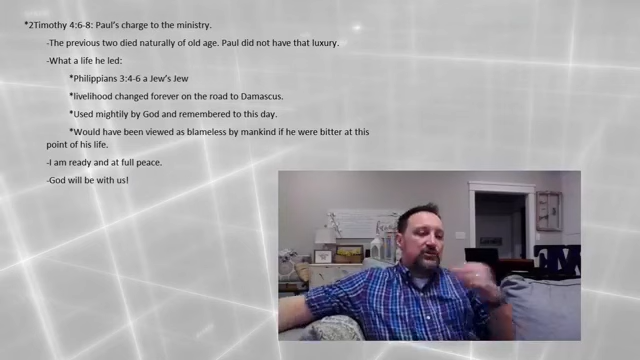 *2Timothy 4:6-8: Paul's charge to the ministry.
-The previous two died naturally of old age. Paul did not have that luxury.
-What a life he led:
*Philippians 3:4-6 a Jew's Jew
*livelihood changed forever on the road to Damascus.
*Used mightily by God and remembered to this day.
*Would have been viewed as blameless by mankind if he were bitter at this
point of his life.
-I am ready and at full peace.
-God will be with us!